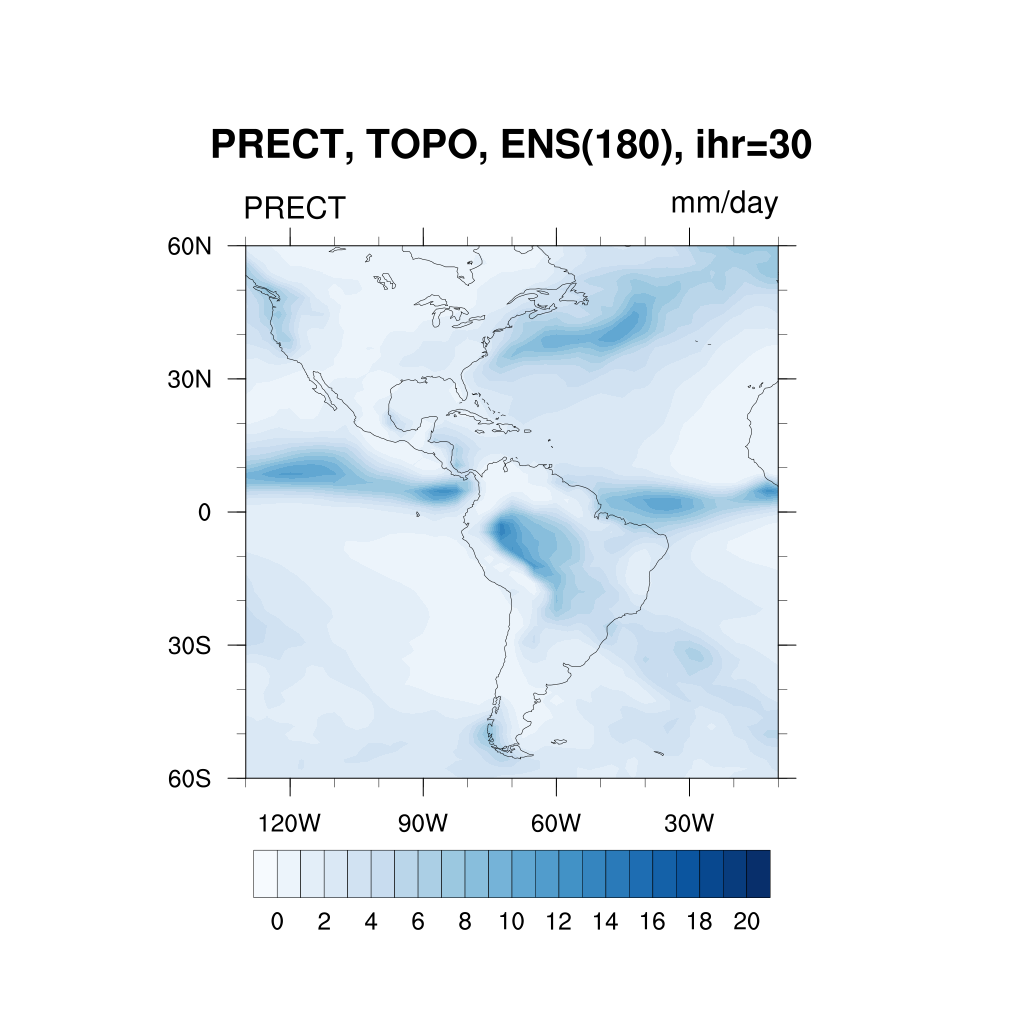 PRECT, TOPO, ENS(180), ihr=30
PRECT mm/day
60N
30N
0
30S
60S
120W 90W 60W 30W
0 2 4 6 8 10 12 14 16 18 20